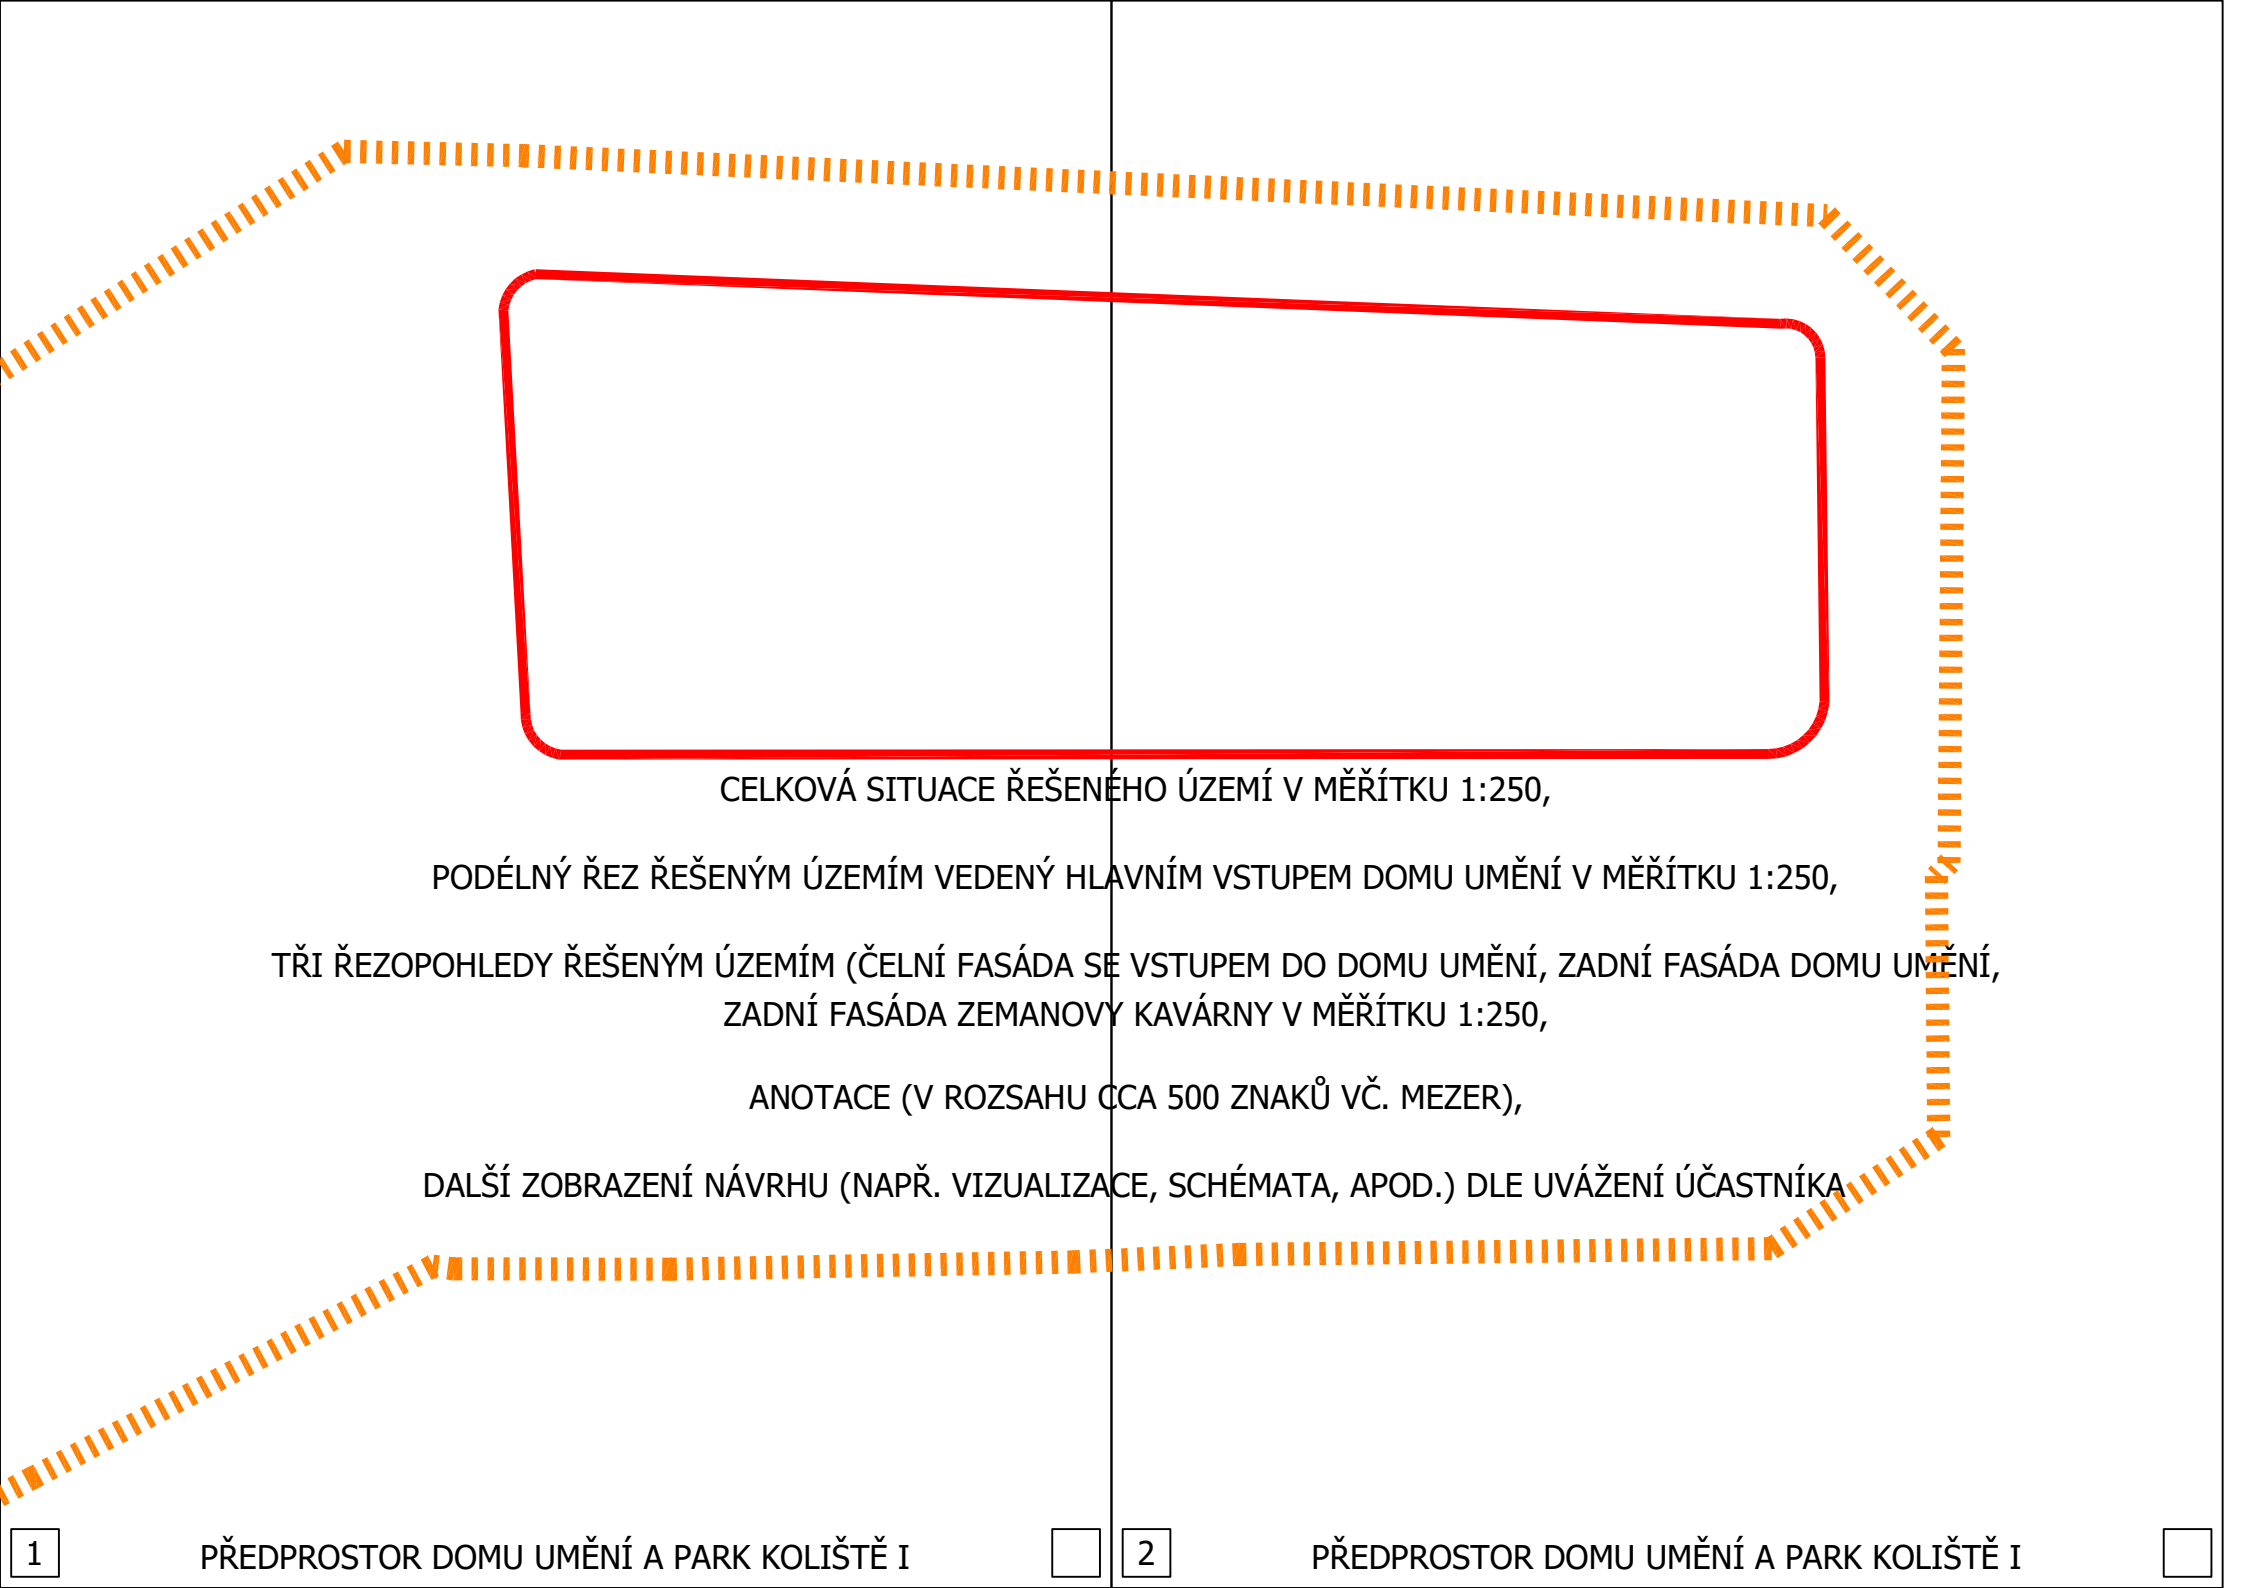 CELKOVÁ SITUACE ŘEŠENÉHO ÚZEMÍ V MĚŘÍTKU 1:250,
PODÉLNÝ ŘEZ ŘEŠENÝM ÚZEMÍM VEDENÝ HLAVNÍM VSTUPEM DOMU UMĚNÍ V MĚŘÍTKU 1:250,
TŘI ŘEZOPOHLEDY ŘEŠENÝM ÚZEMÍM (ČELNÍ FASÁDA SE VSTUPEM DO DOMU UMĚNÍ, ZADNÍ FASÁDA DOMU UMĚNÍ,
ZADNÍ FASÁDA ZEMANOVY KAVÁRNY V MĚŘÍTKU 1:250,
ANOTACE (V ROZSAHU CCA 500 ZNAKŮ VČ. MEZER),
DALŠÍ ZOBRAZENÍ NÁVRHU (NAPŘ. VIZUALIZACE, SCHÉMATA, APOD.) DLE UVÁŽENÍ ÚČASTNÍKA
1
PŘEDPROSTOR DOMU UMĚNÍ A PARK KOLIŠTĚ I
2
PŘEDPROSTOR DOMU UMĚNÍ A PARK KOLIŠTĚ I